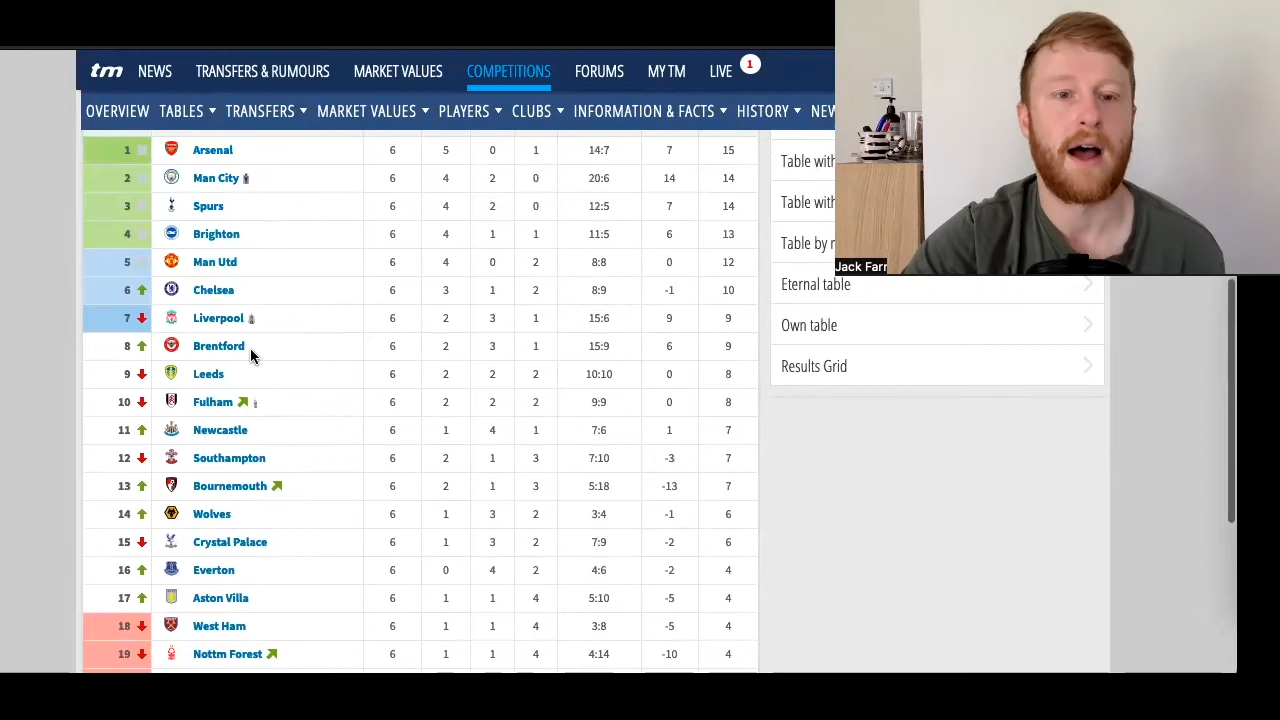 tm NEWS TRANSFERS & RUMOURS MARKET VALUES COMPETITIONS FORUMS MY TM LIVE 1
OVERVIEW TABLES TRANSFERS MARKET VALUES PLAYERS CLUBS INFORMATION & FACTS HISTORY NEW
1 Arsenal 6 5 0 1 14:7 7 15
2 Man City 6 4 2 0 20:6 14 14
3 Spurs 6 4 2 0 12:5 7 14
4 Brighton 6 4 1 1 11:5 6 13
5 Man Utd 6 4 0 2 8:8 0 12
6 Chelsea 6 3 1 2 8:9 -1 10
7 Liverpool 6 2 3 1 15:6 9 9
8 Brentford 6 2 3 1 15:9 6 9
9 Leeds 6 2 2 2 10:10 0 8
10 Fulham 6 2 2 2 9:9 0 8
11 Newcastle 6 1 4 1 7:6 1 7
12 Southampton 6 2 1 3 7:10 -3 7
13 Bournemouth 6 2 1 3 5:18 -13 7
14 Wolves 6 1 3 2 3:4 -1 6
15 Crystal Palace 6 1 3 2 7:9 -2 6
16 Everton 6 0 4 2 4:6 -2 4
17 Aston Villa 6 1 1 4 5:10 -5 4
18 West Ham 6 1 1 4 3:8 -5 4
19 Nottm Forest 6 1 1 4 4:14 -10 4
Table with
Table with
Table by
Eternal table
Own table
Results Grid
Jack Farr